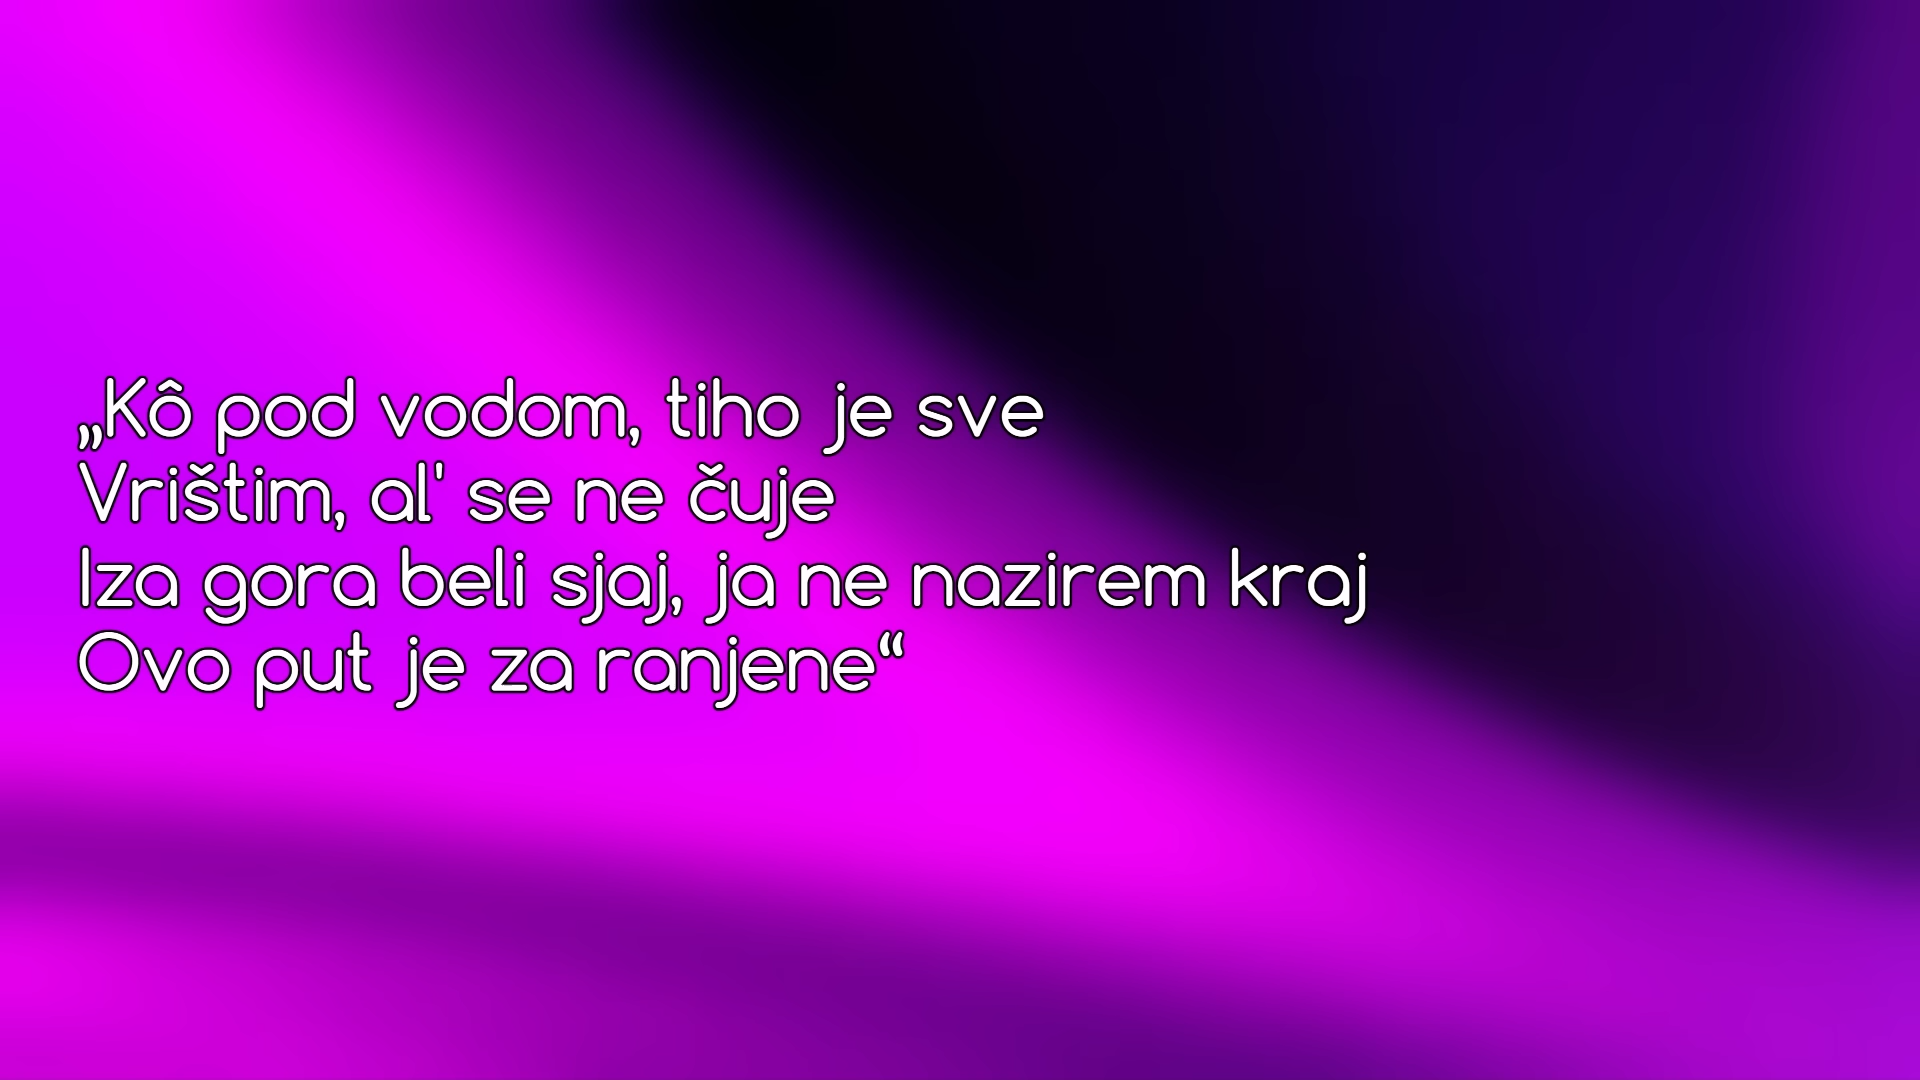 „Kô pod vodom, tiho je sve
Vrištim, al' se ne čuje
Iza gora beli sjaj, ja ne nazirem kraj
Ovo put je za ranjene“